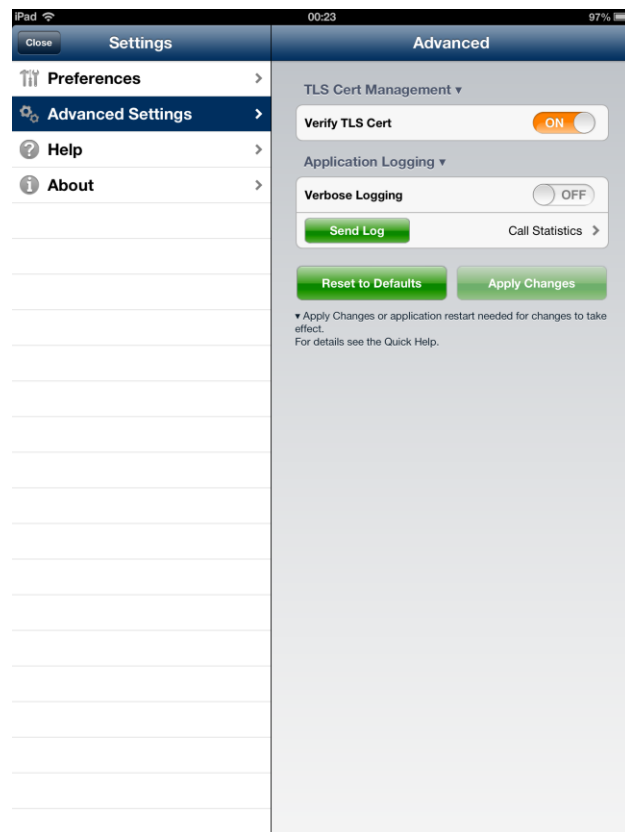 iPad 00:23 97%
Close Settings
Preferences
Advanced Settings
Help
About
Advanced
TLS Cert Management ▾
Verify TLS Cert ON
Application Logging ▾
Verbose Logging OFF
Send Log Call Statistics
Reset to Defaults Apply Changes
▾ Apply Changes or application restart needed for changes to take
effect.
For details see the Quick Help.